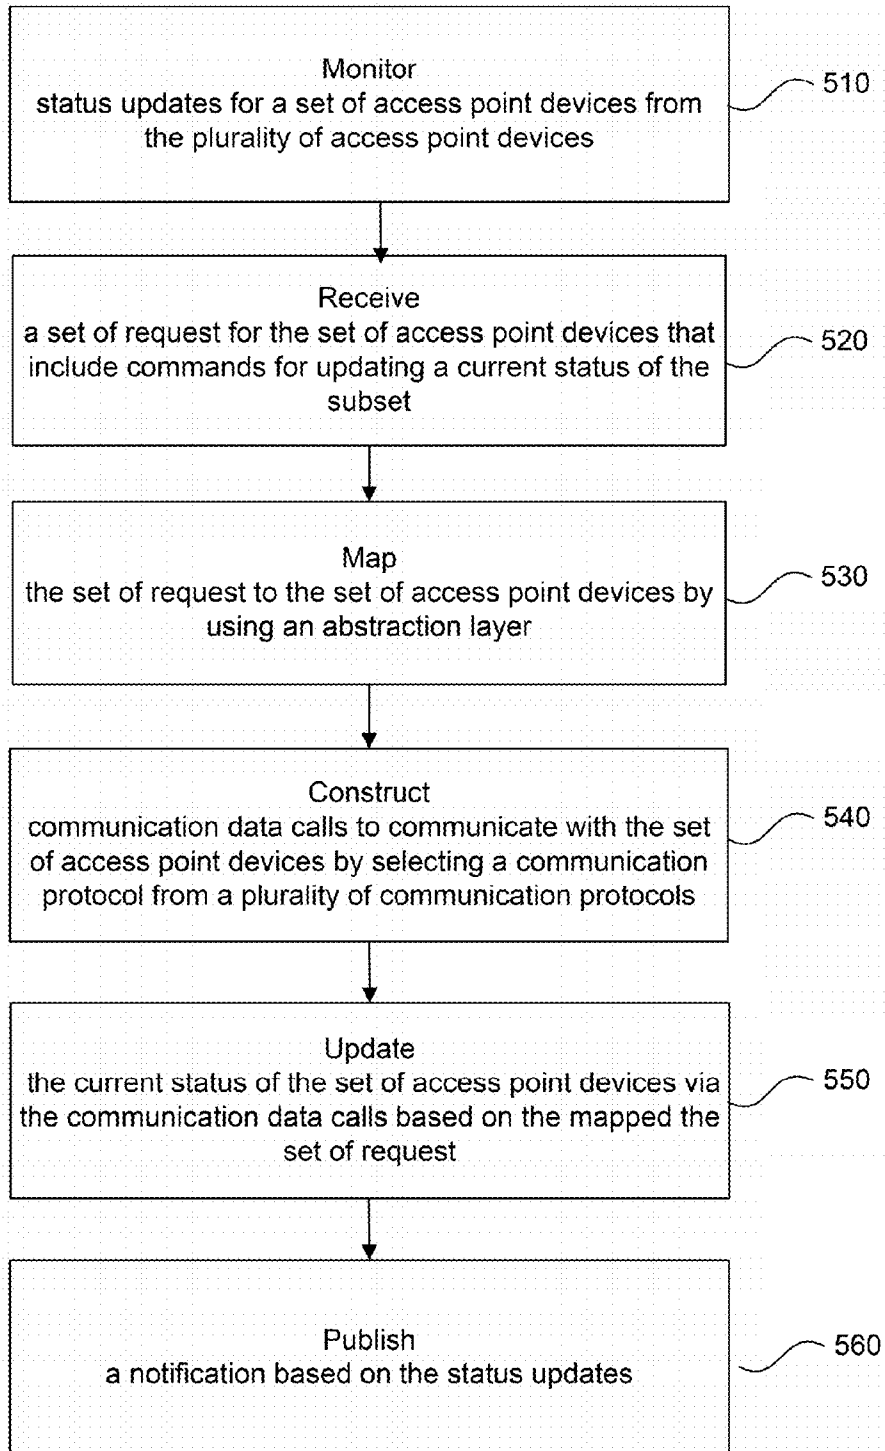 Monitor
status updates for a set of access point devices from
the plurality of access point devices
510
Receive
a set of request for the set of access point devices that
include commands for updating a current status of the
subset
520
Map
the set of request to the set of access point devices by
using an abstraction layer
530
Construct
communication data calls to communicate with the set
of access point devices by selecting a communication
protocol from a plurality of communication protocols
540
Update
the current status of the set of access point devices via
the communication data calls based on the mapped the
set of request
550
Publish
a notification based on the status updates
560